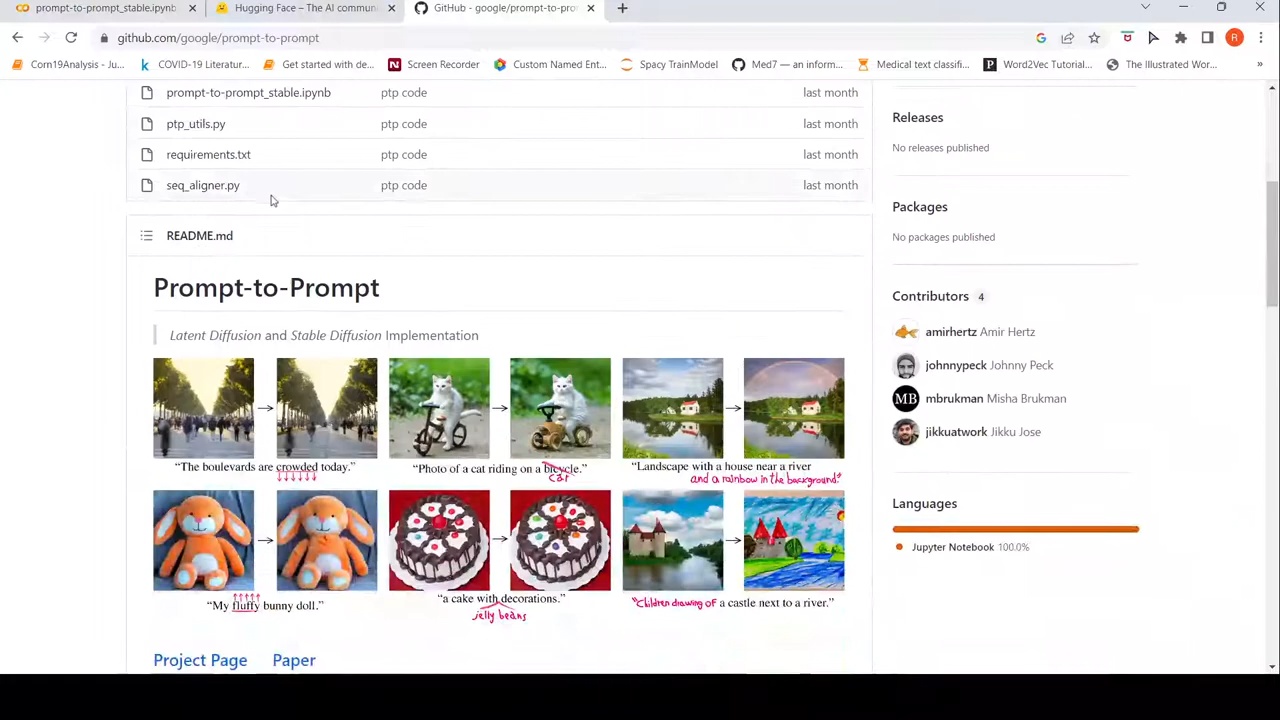 prompt-to-prompt_stable.ipynb
Hugging Face – The AI commun
GitHub - google/prompt-to-pro
github.com/google/prompt-to-prompt
R
Corn19Analysis - Ju...
COVID-19 Literatur...
Get started with de...
Screen Recorder
Custom Named Ent...
Spacy TrainModel
Med7 — an inform...
Medical text classifi...
Word2Vec Tutorial...
The Illustrated Wor...
»
prompt-to-prompt_stable.ipynb ptp code last month
ptp_utils.py ptp code last month
requirements.txt ptp code last month
seq_aligner.py ptp code last month
README.md
Prompt-to-Prompt
Latent Diffusion and Stable Diffusion Implementation
“The boulevards are crowded today.”
“Photo of a cat riding on a bicycle.”
car
“Landscape with a house near a river
and a rainbow in the background.”
“My fluffy bunny doll.”
“a cake with decorations.”
jelly beans
“Children drawing of a castle next to a river.”
Project Page Paper
Releases
No releases published
Packages
No packages published
Contributors 4
amirhertz Amir Hertz
johnnypeck Johnny Peck
MB mbrukman Misha Brukman
jikkuatwork Jikku Jose
Languages
Jupyter Notebook 100.0%